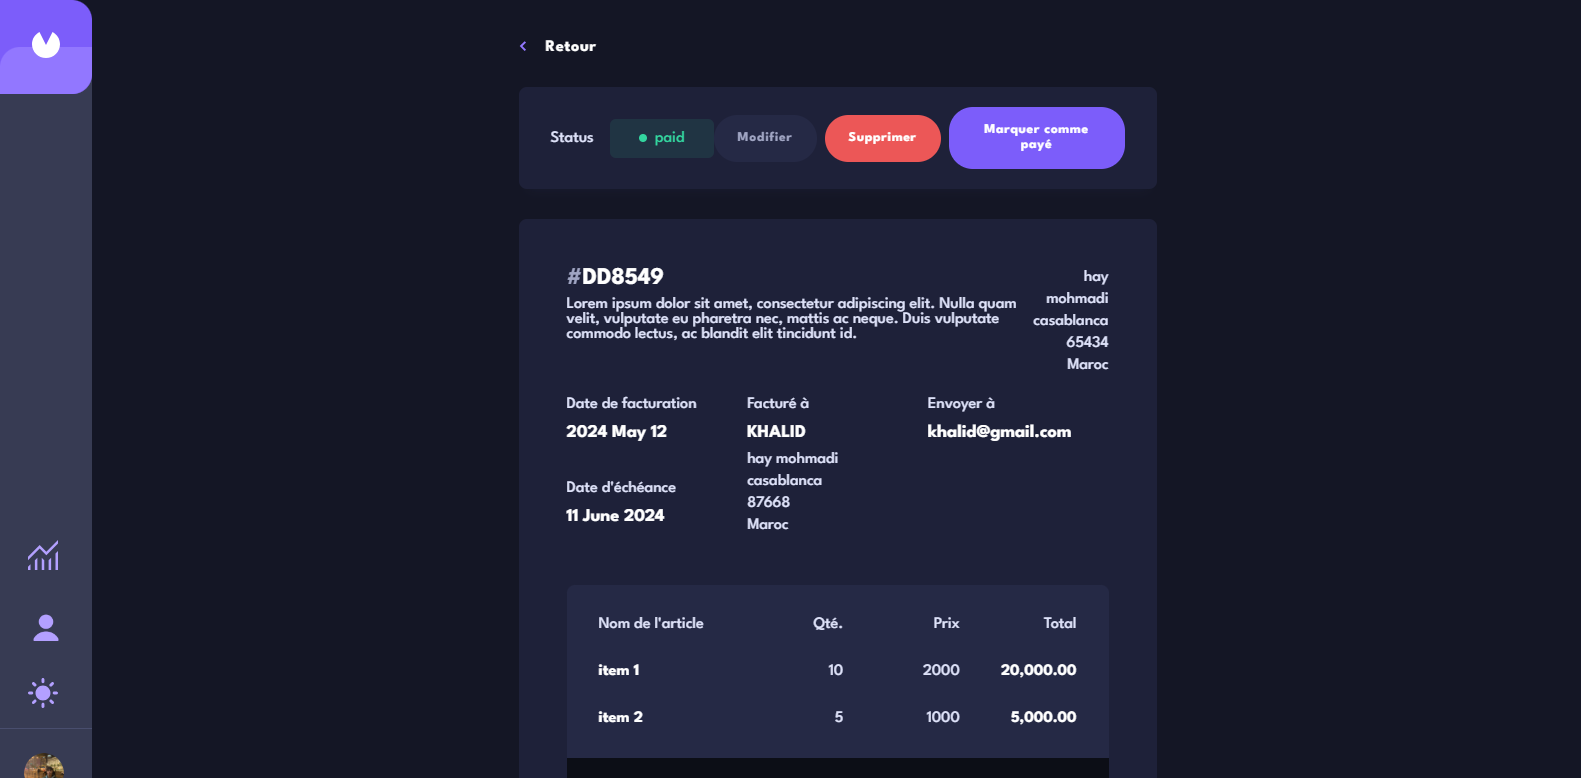 Retour
Status
paid
Modifier
Supprimer
Marquer comme
payé
#DD8549
Lorem ipsum dolor sit amet, consectetur adipiscing elit. Nulla quam
velit, vulputate eu pharetra nec, mattis ac neque. Duis vulputate
commodo lectus, ac blandit elit tincidunt id.
hay
mohmadi
casablanca
65434
Maroc
Date de facturation
2024 May 12
Date d'échéance
11 June 2024
Facturé à
KHALID
hay mohmadi
casablanca
87668
Maroc
Envoyer à
khalid@gmail.com
Nom de l'article Qté. Prix Total
item 1 10 2000 20,000.00
item 2 5 1000 5,000.00